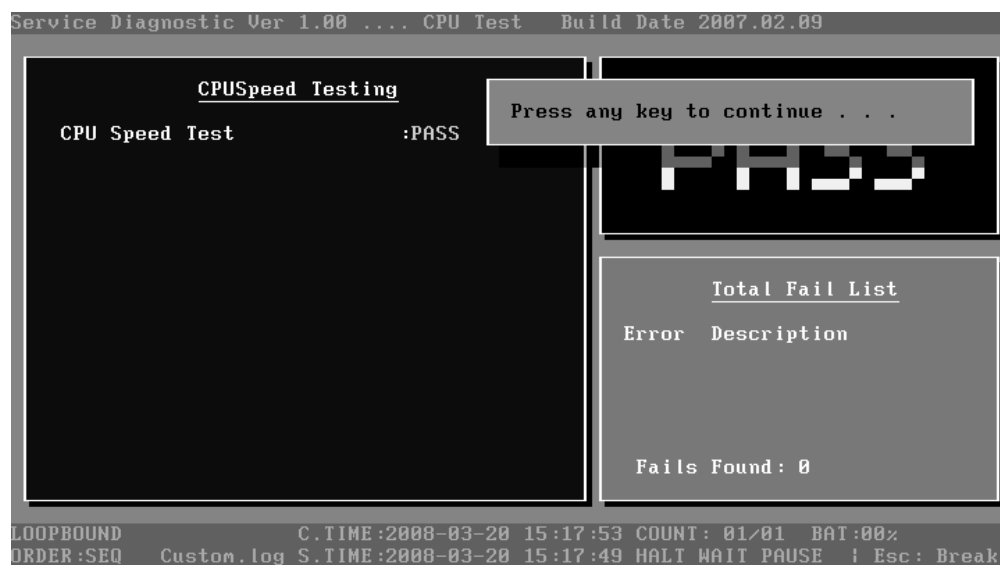 Service Diagnostic Ver 1.00 .... CPU Test Build Date 2007.02.09
CPUSpeed Testing
CPU Speed Test :PASS
Press any key to continue . . .
PASS
Total Fail List
Error Description
Fails Found: 0
LOOPBOUND C.TIME:2008-03-20 15:17:53 COUNT: 01/01 BAT:00%
ORDER:SEQ Custom.log S.TIME:2008-03-20 15:17:49 HALT WAIT PAUSE ¦ Esc: Break